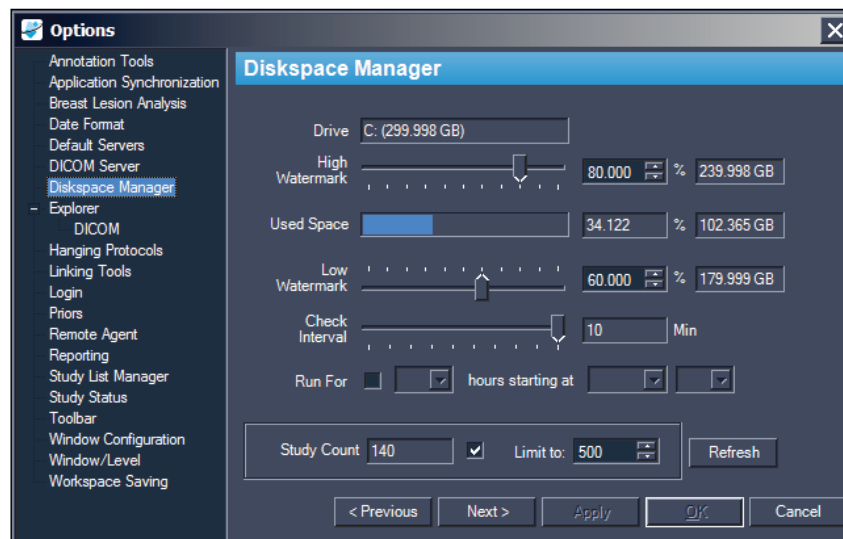 Options
Annotation Tools
Application Synchronization
Breast Lesion Analysis
Date Format
Default Servers
DICOM Server
Diskspace Manager
Explorer
DICOM
Hanging Protocols
Linking Tools
Login
Priors
Remote Agent
Reporting
Study List Manager
Study Status
Toolbar
Window Configuration
Window/Level
Workspace Saving
Diskspace Manager
Drive C: (299.998 GB)
High
Watermark 80.000 % 239.998 GB
Used Space 34.122 % 102.365 GB
Low
Watermark 60.000 % 179.999 GB
Check
Interval 10 Min
Run For hours starting at
Study Count 140 Limit to: 500 Refresh
< Previous Next > Apply OK Cancel